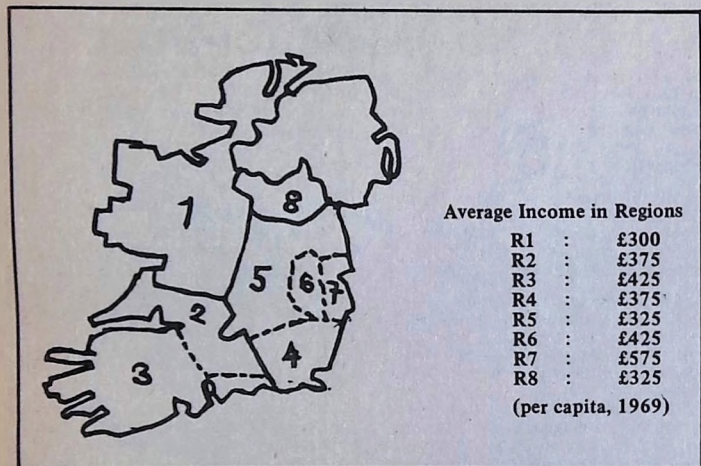 1
2
3
4
5
6
7
8
Average Income in Regions
R1 : £300
R2 : £375
R3 : £425
R4 : £375
R5 : £325
R6 : £425
R7 : £575
R8 : £325
(per capita, 1969)